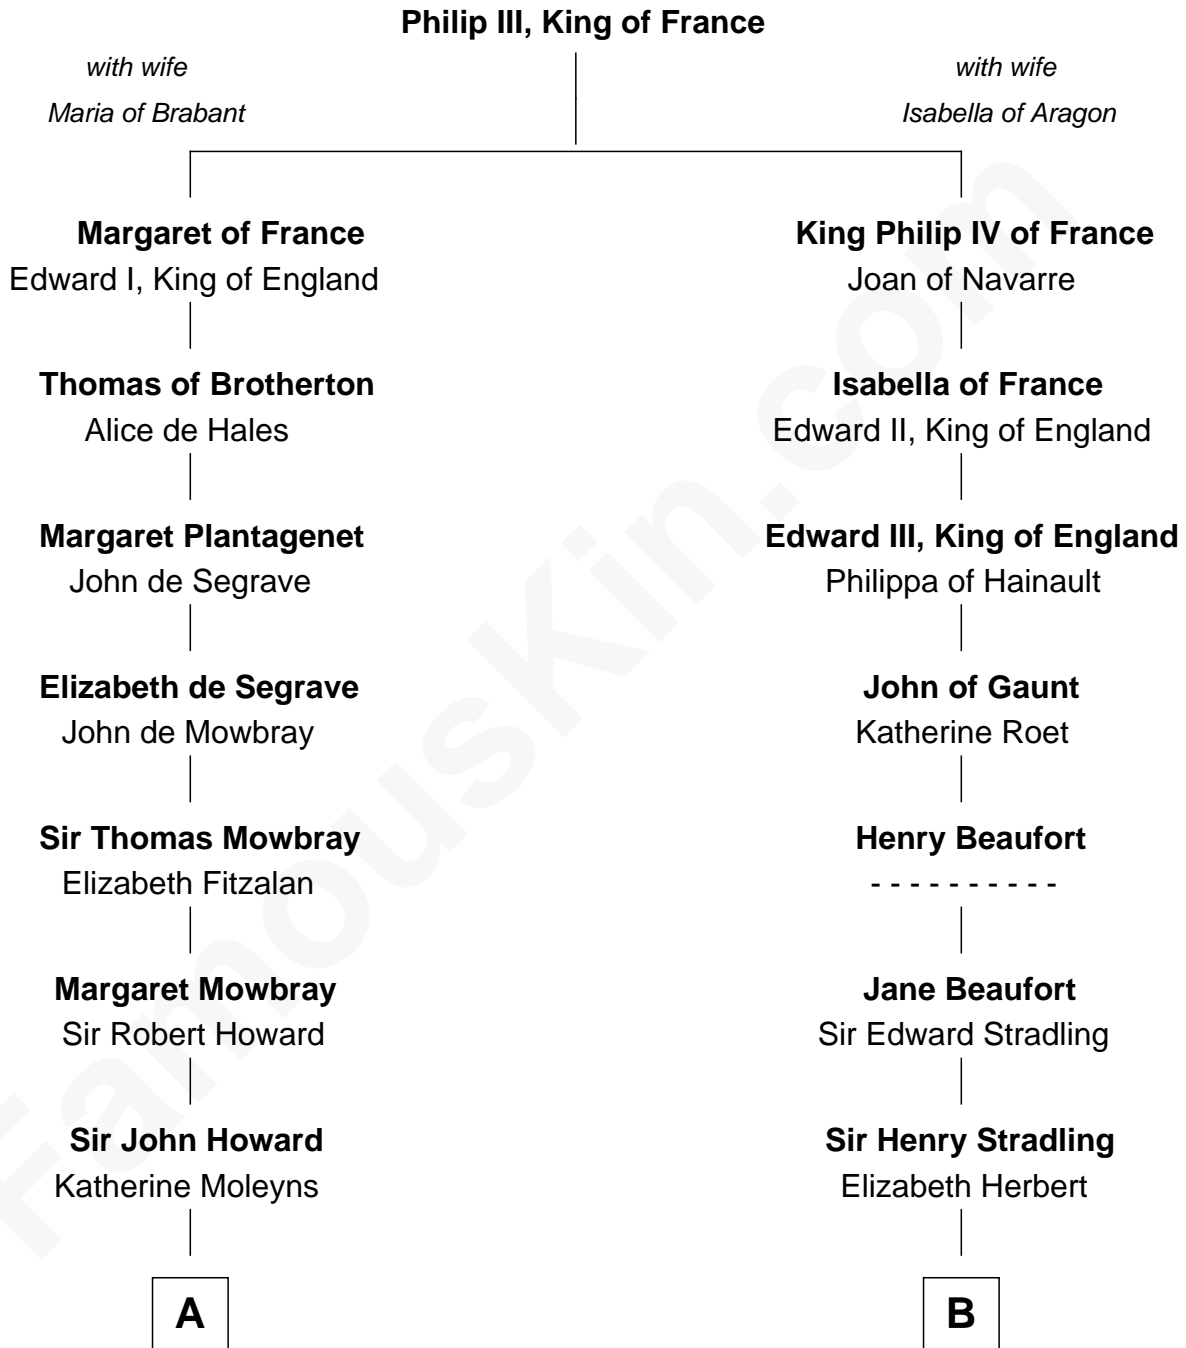 Philip III, King of France
with wife
Maria of Brabant
with wife
Isabella of Aragon
Margaret of France
Edward I, King of England
King Philip IV of France
Joan of Navarre
Thomas of Brotherton
Alice de Hales
Isabella of France
Edward II, King of England
Margaret Plantagenet
John de Segrave
Edward III, King of England
Philippa of Hainault
Elizabeth de Segrave
John de Mowbray
John of Gaunt
Katherine Roet
Sir Thomas Mowbray
Elizabeth Fitzalan
Henry Beaufort
- - - - - - - - - -
Margaret Mowbray
Sir Robert Howard
Jane Beaufort
Sir Edward Stradling
Sir John Howard
Katherine Moleyns
Sir Henry Stradling
Elizabeth Herbert
A
B
FamousKin.com